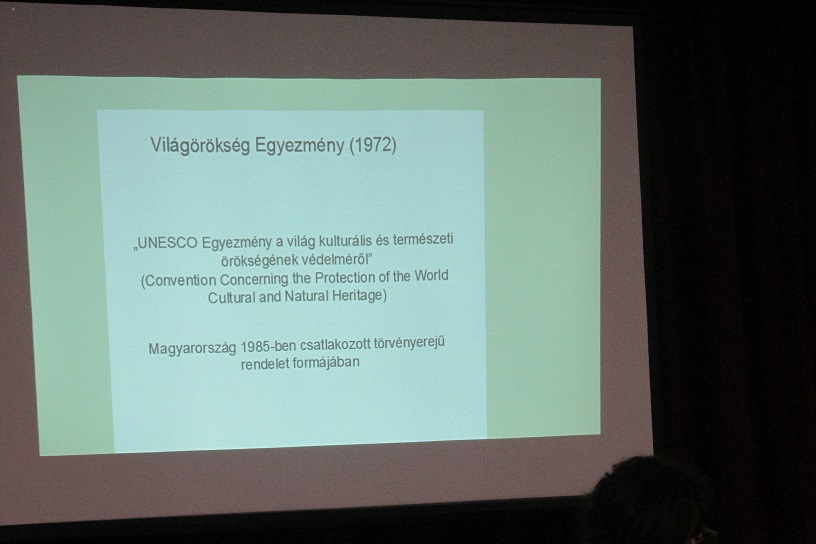 Világörökség Egyezmény (1972)
„UNESCO Egyezmény a világ kulturális és természeti
örökségének védelméről”
(Convention Concerning the Protection of the World
Cultural and Natural Heritage)
Magyarország 1985-ben csatlakozott törvényerejű
rendelet formájában